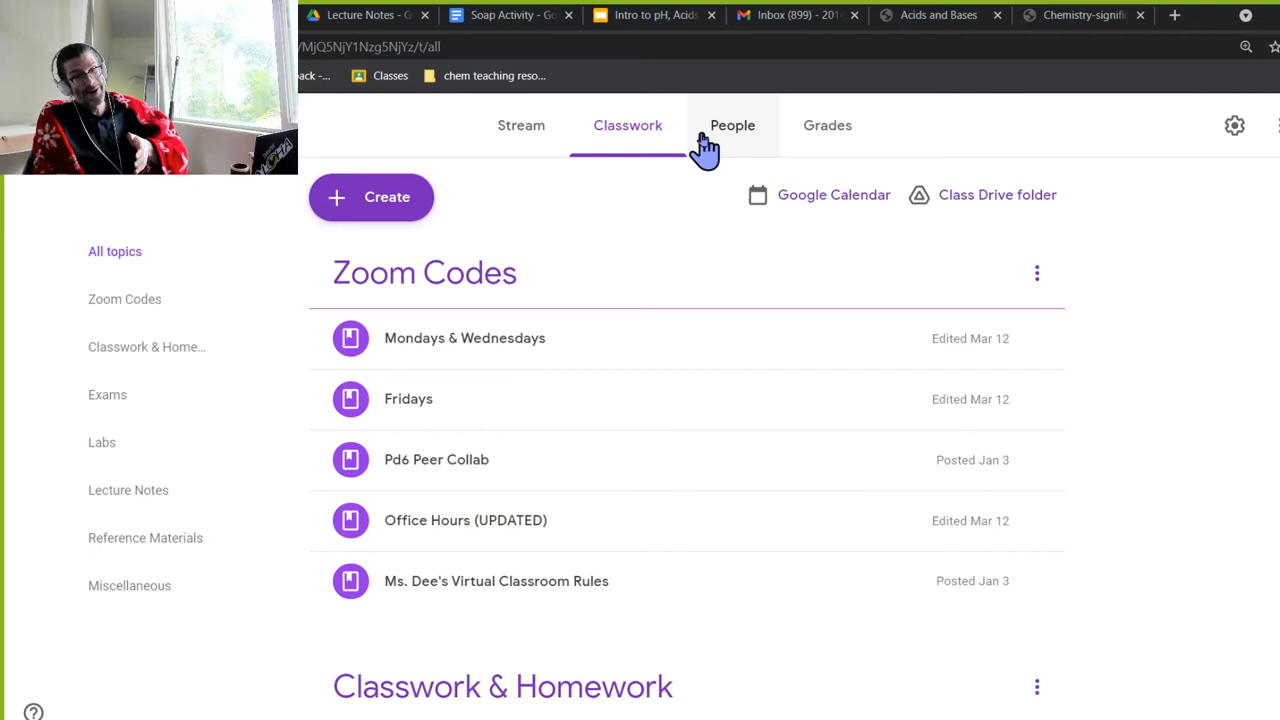 Lecture Notes - G
Soap Activity - Go
Intro to pH, Acids
Inbox (899) - 201
Acids and Bases
Chemistry-signific
/MjQ5NjY1Nzg5NjYz/t/all
back -...
Classes
chem teaching reso...
ALOHA
Stream
Classwork
People
Grades
Create
Google Calendar
Class Drive folder
All topics
Zoom Codes
Classwork & Home...
Exams
Labs
Lecture Notes
Reference Materials
Miscellaneous
Zoom Codes
Mondays & Wednesdays
Edited Mar 12
Fridays
Edited Mar 12
Pd6 Peer Collab
Posted Jan 3
Office Hours (UPDATED)
Edited Mar 12
Ms. Dee's Virtual Classroom Rules
Posted Jan 3
Classwork & Homework